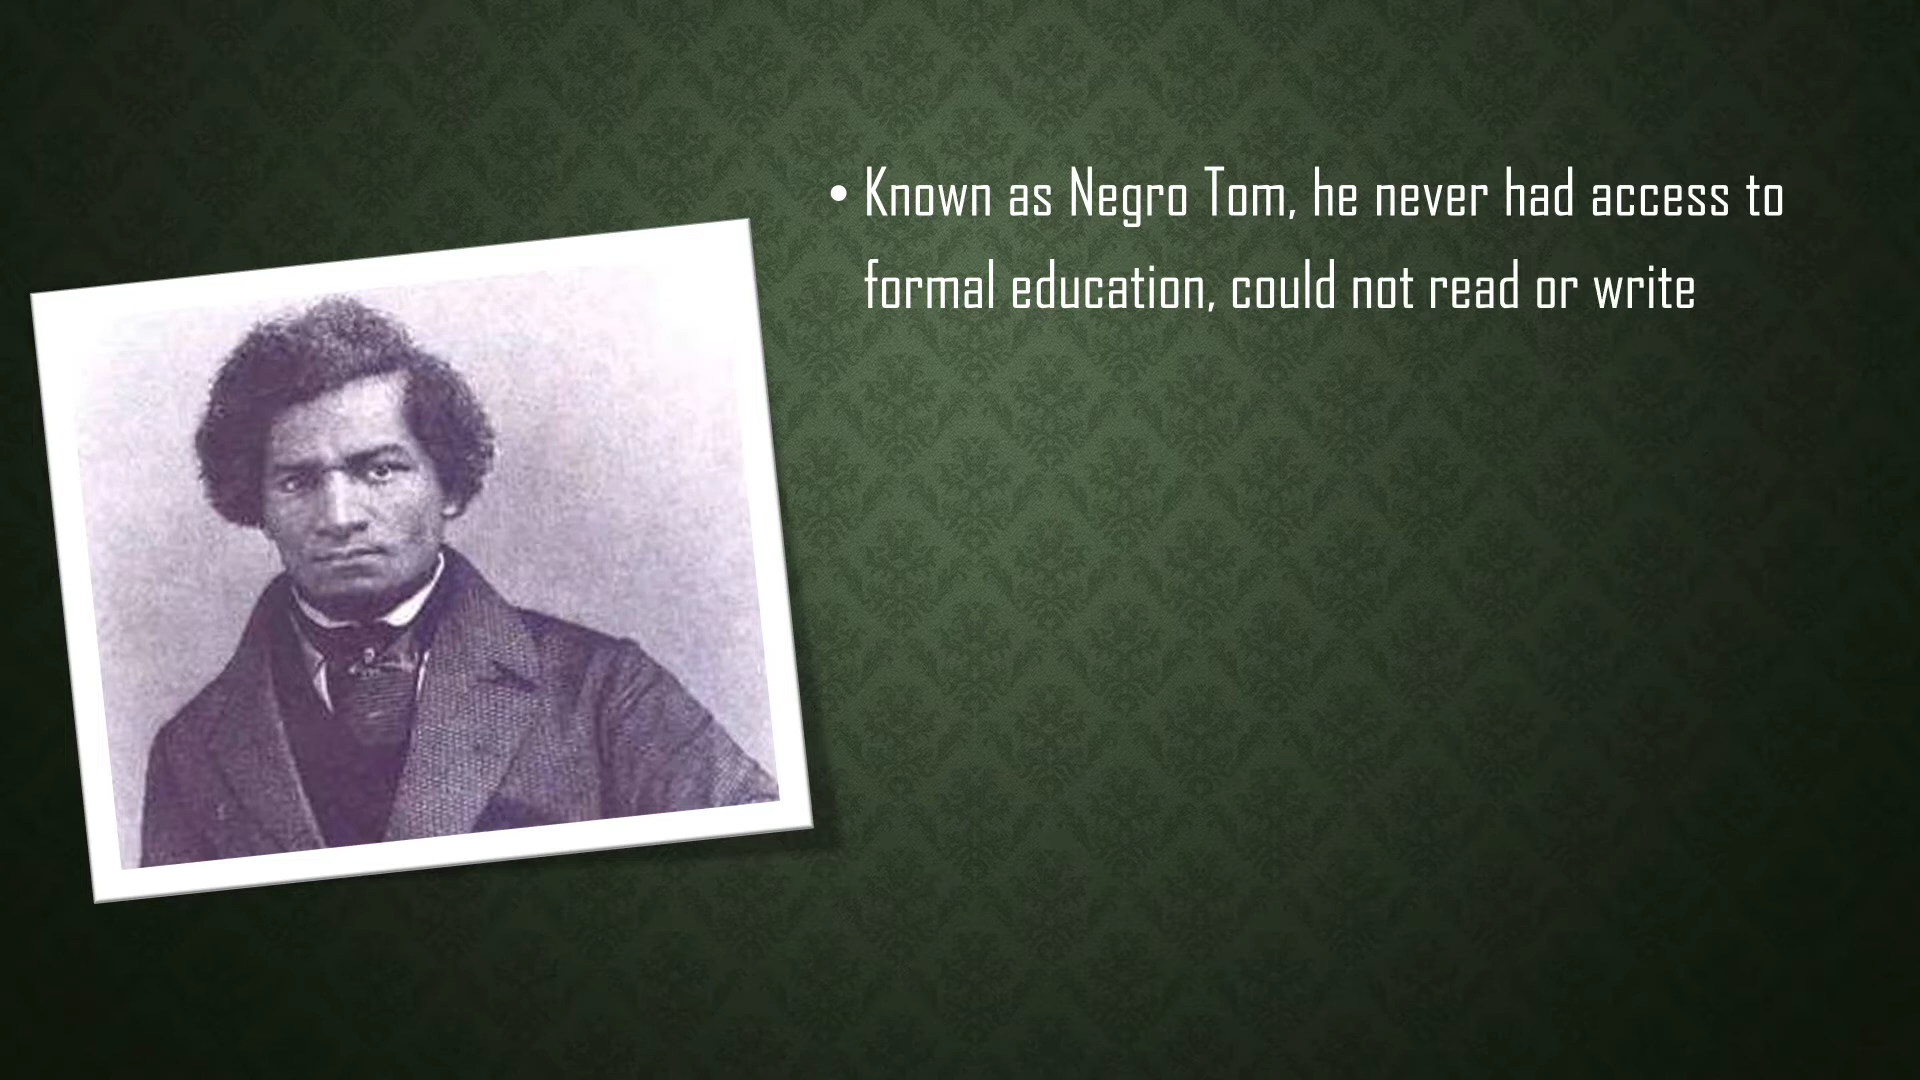 • Known as Negro Tom, he never had access to
formal education, could not read or write